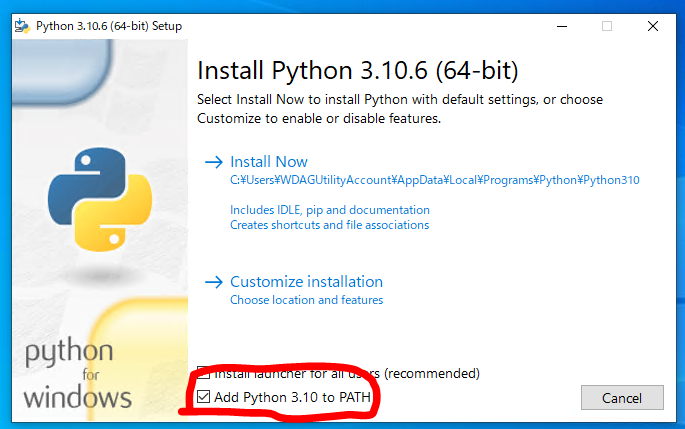 Python 3.10.6 (64-bit) Setup
Install Python 3.10.6 (64-bit)
Select Install Now to install Python with default settings, or choose
Customize to enable or disable features.
Install Now
C:¥Users¥WDAGUtilityAccount¥AppData¥Local¥Programs¥Python¥Python310
Includes IDLE, pip and documentation
Creates shortcuts and file associations
Customize installation
Choose location and features
python
for
windows
Install launcher for all users (recommended)
Add Python 3.10 to PATH
Cancel